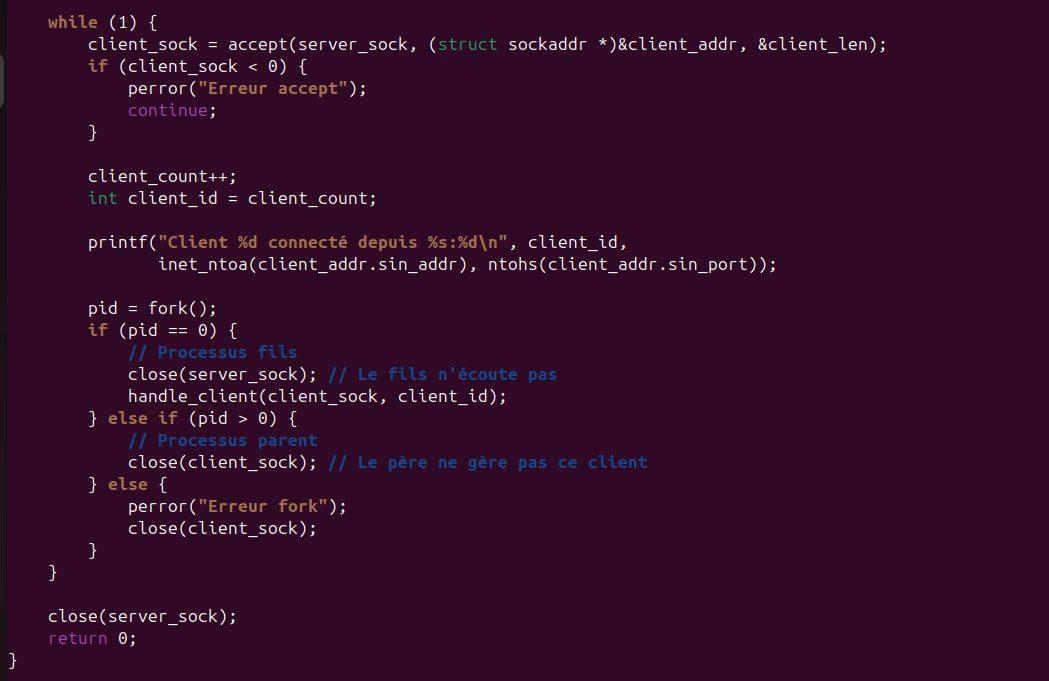 while (1) {
client_sock = accept(server_sock, (struct sockaddr *)&client_addr, &client_len);
if (client_sock < 0) {
perror("Erreur accept");
continue;
}
client_count++;
int client_id = client_count;
printf("Client %d connecté depuis %s:%d\n", client_id,
inet_ntoa(client_addr.sin_addr), ntohs(client_addr.sin_port));
pid = fork();
if (pid == 0) {
// Processus fils
close(server_sock); // Le fils n'écoute pas
handle_client(client_sock, client_id);
} else if (pid > 0) {
// Processus parent
close(client_sock); // Le père ne gère pas ce client
} else {
perror("Erreur fork");
close(client_sock);
}
}
close(server_sock);
return 0;
}